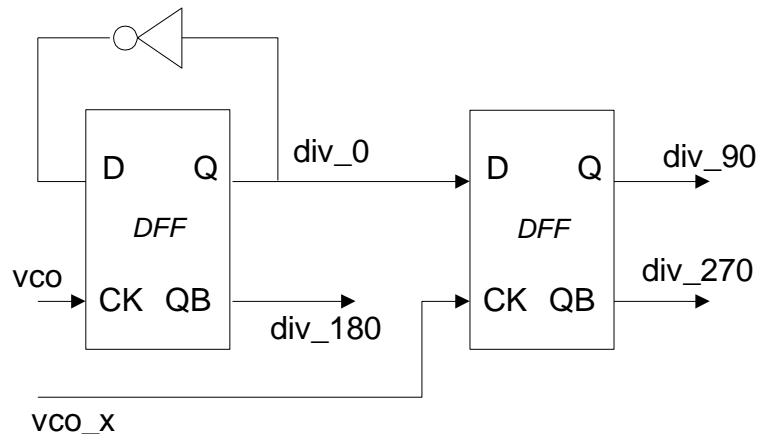 div_0
div_90
D Q
D Q
DFF
DFF
vco
div_270
CK QB
CK QB
div_180
vco_x